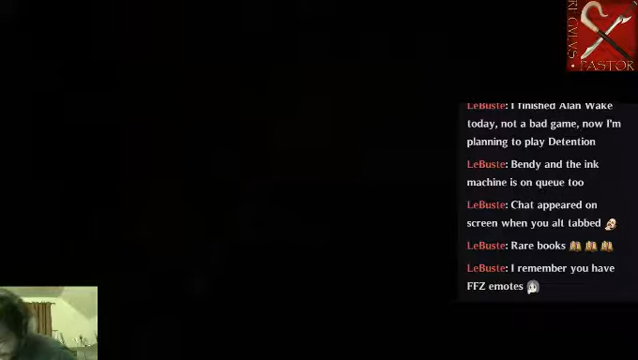 PASTOR
LeBuste: I finished Alan Wake
today, not a bad game, now I'm
planning to play Detention
LeBuste: Bendy and the ink
machine is on queue too
LeBuste: Chat appeared on
screen when you alt tabbed
LeBuste: Rare books
LeBuste: I remember you have
FFZ emotes